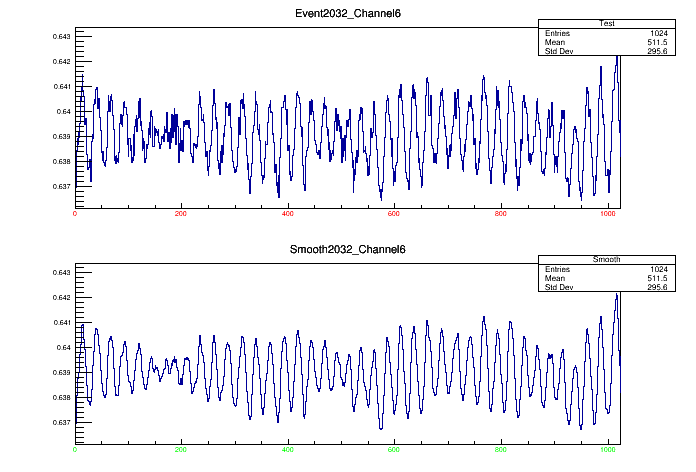 Event2032_Channel6
Test
Entries 1024
Mean 511.5
Std Dev 295.6
0.643
0.642
0.641
0.64
0.639
0.638
0.637
0 200 400 600 800 1000
Smooth2032_Channel6
Smooth
Entries 1024
Mean 511.5
Std Dev 295.6
0.643
0.642
0.641
0.64
0.639
0.638
0.637
0 200 400 600 800 1000